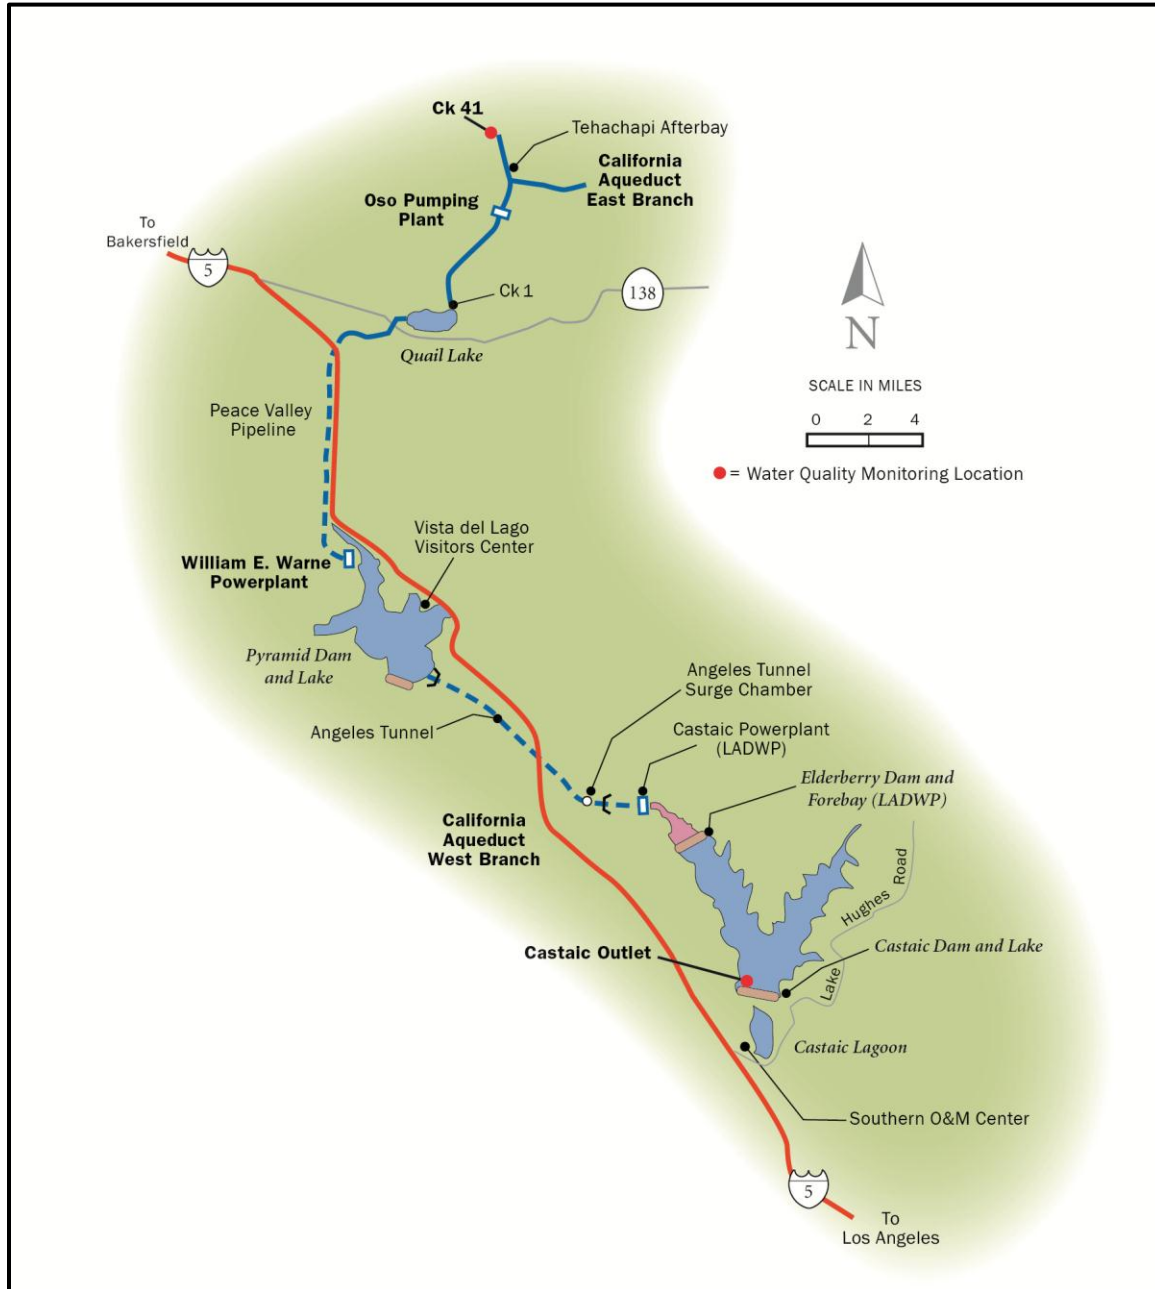 Ck 41
Tehachapi Afterbay
California
Aqueduct
East Branch
Oso Pumping
Plant
To
Bakersfield
5
Ck 1
138
Quail Lake
N
SCALE IN MILES
0 2 4
= Water Quality Monitoring Location
Peace Valley
Pipeline
Vista del Lago
Visitors Center
William E. Warne
Powerplant
Pyramid Dam
and Lake
Angeles Tunnel
Surge Chamber
Angeles Tunnel
Castaic Powerplant
(LADWP)
Elderberry Dam and
Forebay (LADWP)
California
Aqueduct
West Branch
Lake Hughes Road
Castaic Outlet
Castaic Dam and Lake
Castaic Lagoon
Southern O&M Center
5
To
Los Angeles